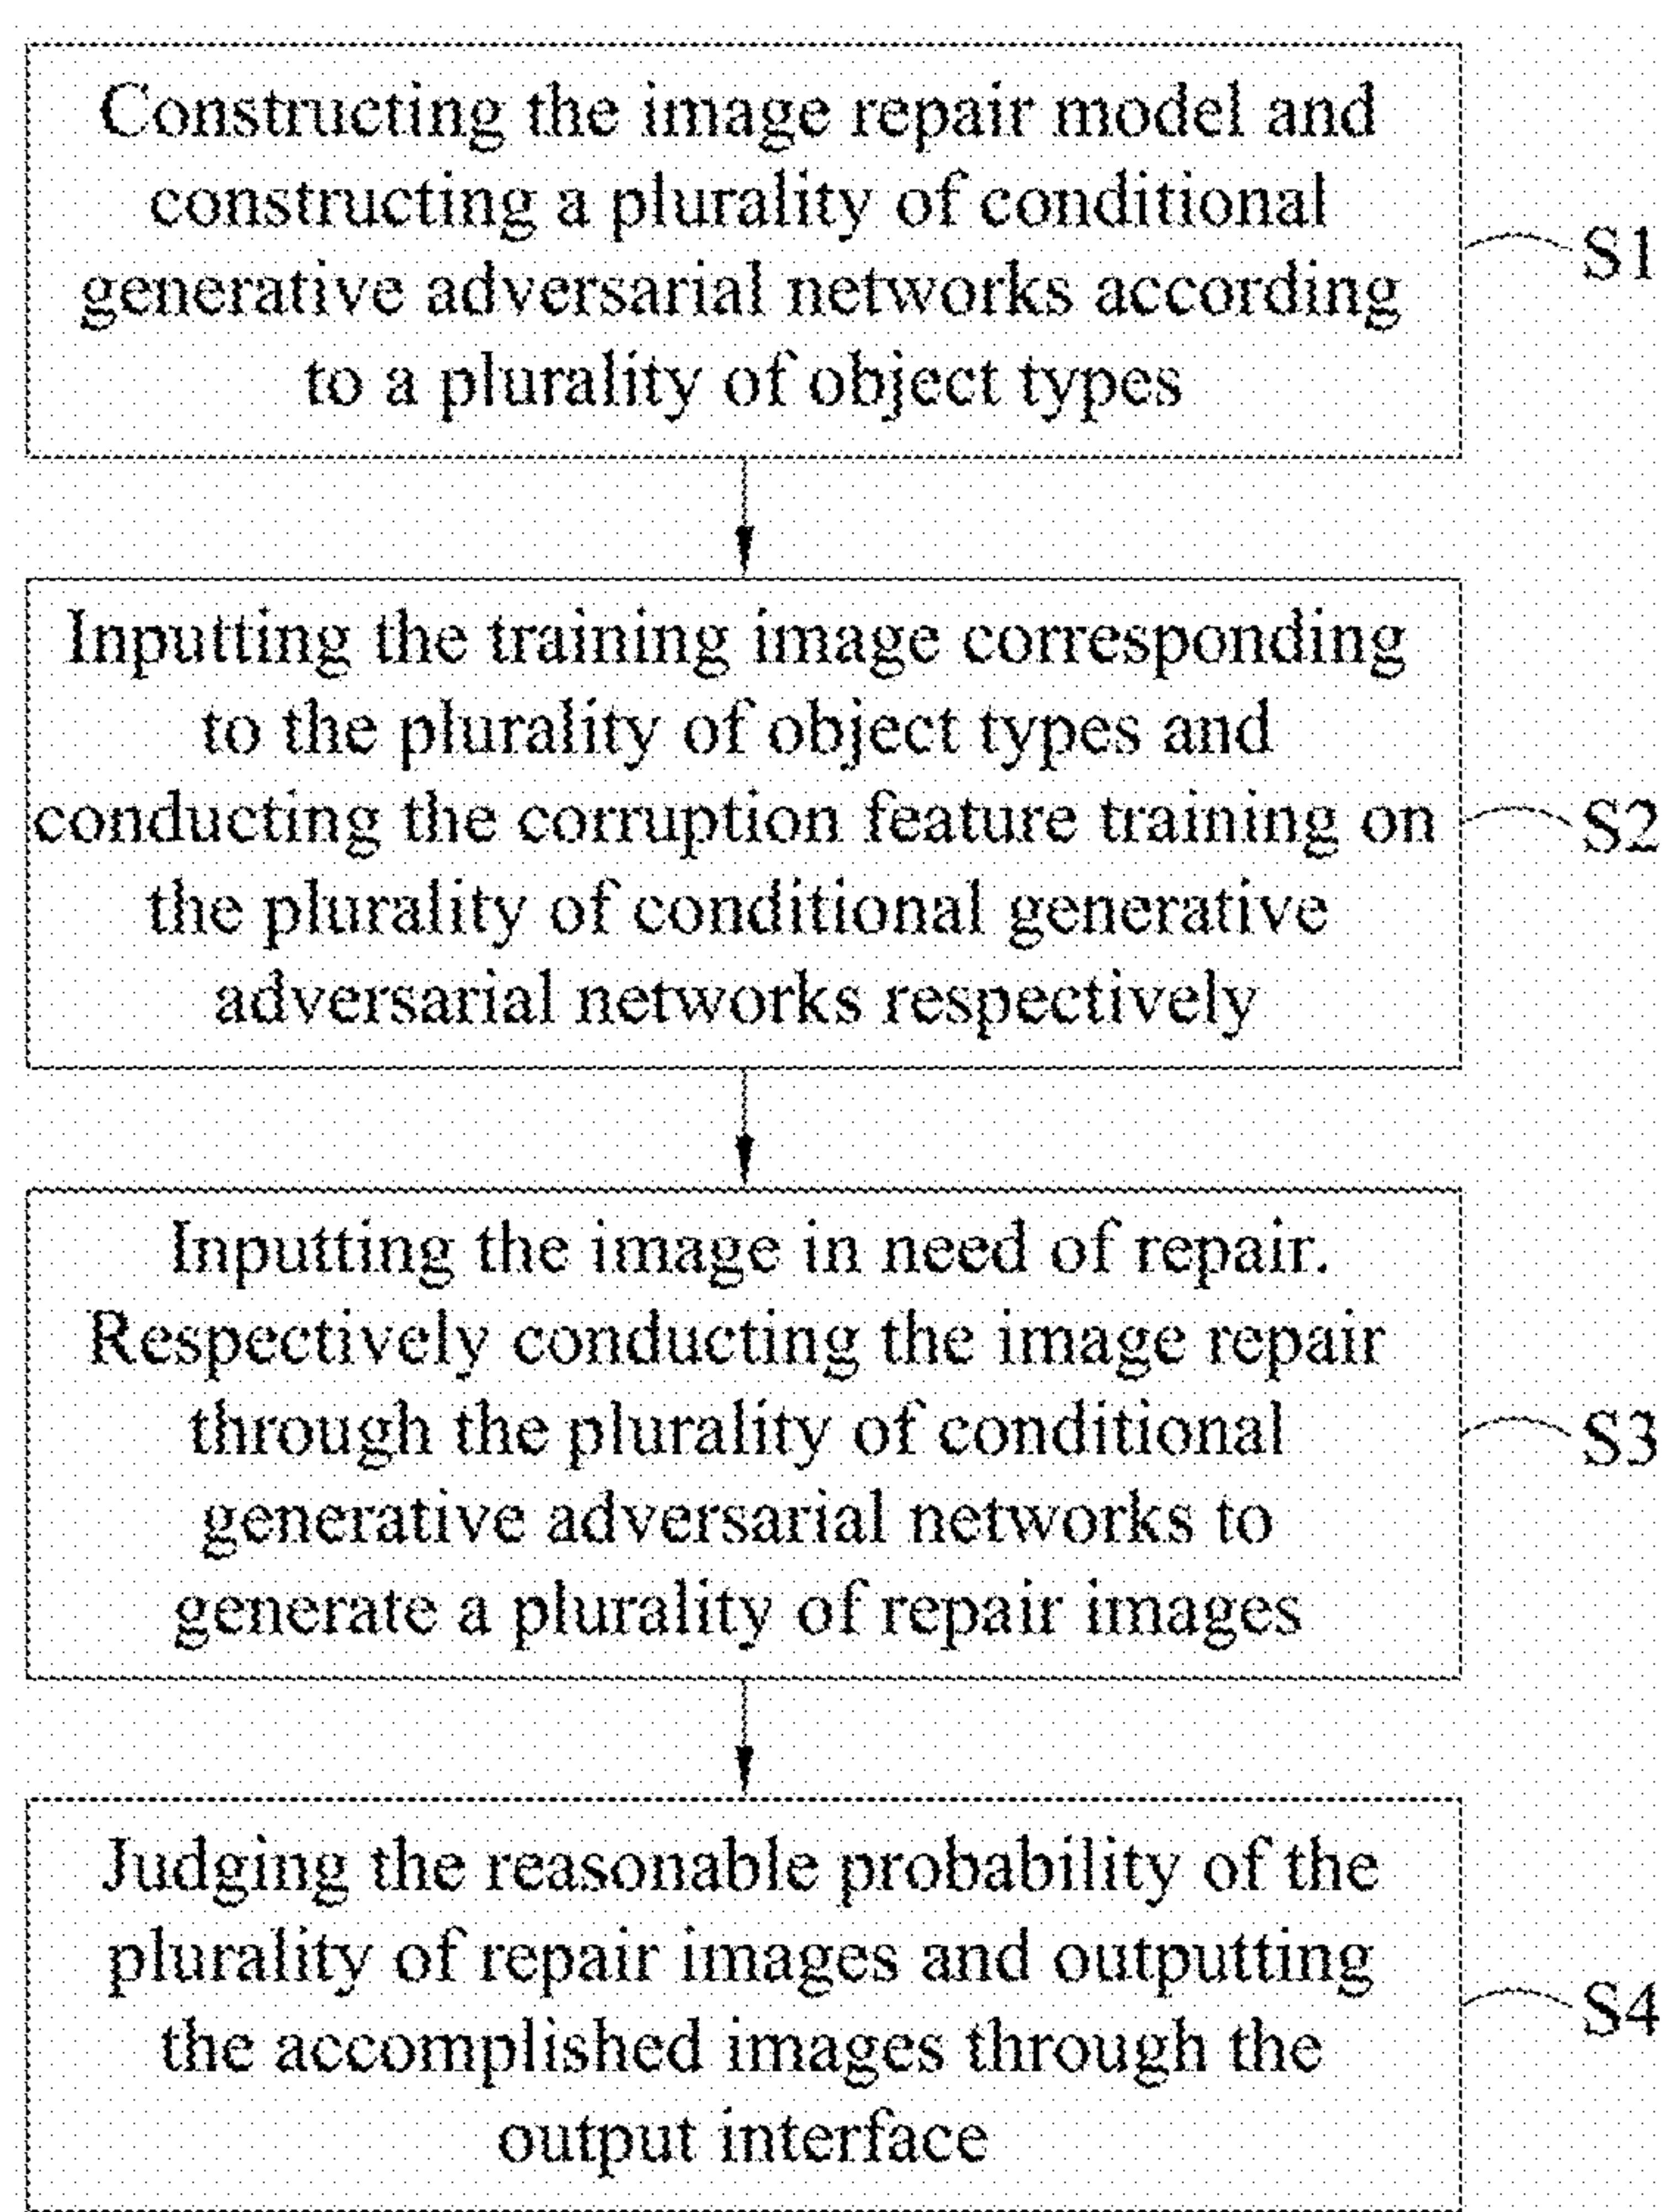 Constructing the image repair model and
constructing a plurality of conditional
generative adversarial networks according
to a plurality of object types
S1
Inputting the training image corresponding
to the plurality of object types and
conducting the corruption feature training on
the plurality of conditional generative
adversarial networks respectively
S2
Inputting the image in need of repair.
Respectively conducting the image repair
through the plurality of conditional
generative adversarial networks to
generate a plurality of repair images
S3
Judging the reasonable probability of the
plurality of repair images and outputting
the accomplished images through the
output interface
S4